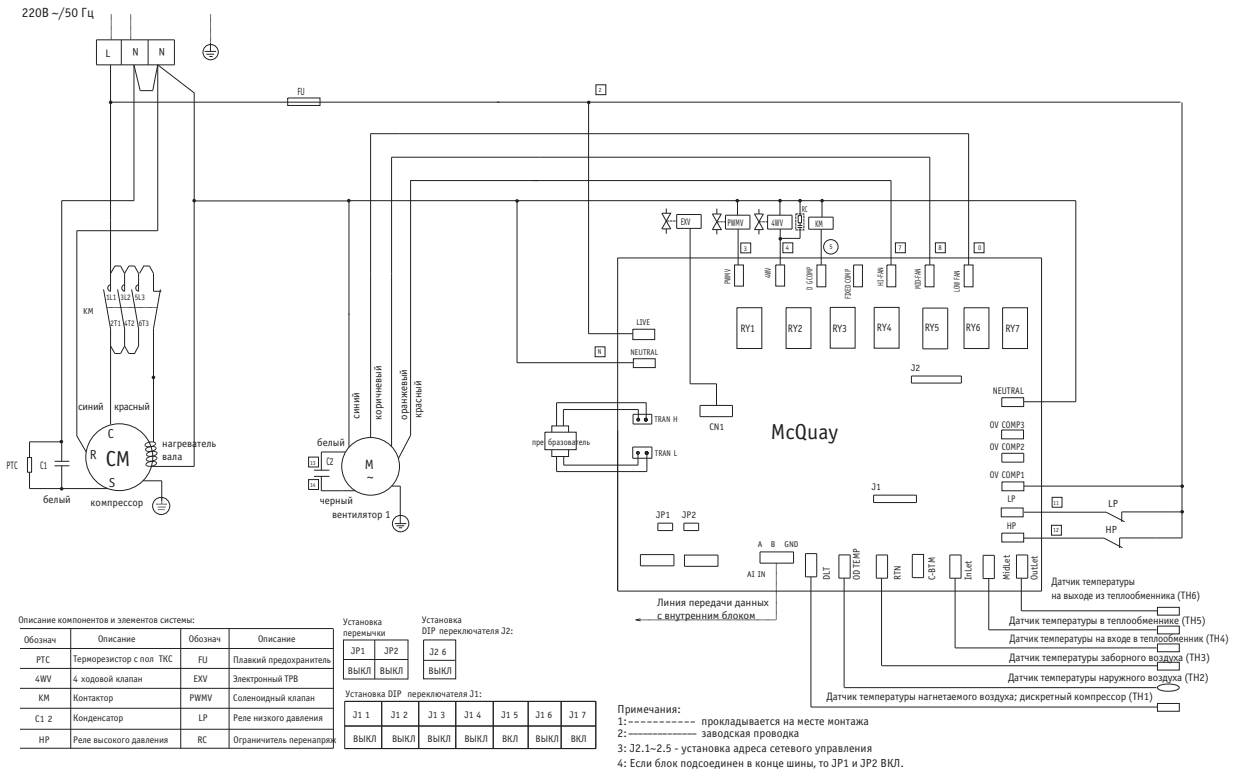 220В ~/50 Гц
L N N
FU
2
RC
EXV PWMV 4WV KM
3 4 5 7 8 0
PWMV 4WV D GCOMP FIXED COMP HI-FAN MID-FAN LOW FAN
KM
1L1 3L2 5L3
2T1 4T2 6T3
LIVE
RY1 RY2 RY3 RY4 RY5 RY6 RY7
N NEUTRAL
J2
NEUTRAL
синий
коричневый
оранжевый
красный
синий красный
TRAN H
CN1
McQuay
OV COMP3
OV COMP2
белый
пре бразователь
TRAN L
нагреватель
вала
C
R CM
S
PTC C1
13 C2
14
M
~
OV COMP1
J1
LP 11 LP
HP 12 HP
белый компрессор
черный
вентилятор 1
JP1 JP2
A B GND
AI IN
DLT OD TEMP RTN C-BTM InLet MidLet OutLet
Линия передачи данных
с внутренним блоком
Датчик температуры
на выходе из теплообменника (TH6)
Датчик температуры в теплообменнике (TH5)
Датчик температуры на входе в теплообменник (TH4)
Датчик температуры заборного воздуха (TH3)
Датчик температуры наружного воздуха (TH2)
Датчик температуры нагнетаемого воздуха; дискретный компрессор (TH1)
Описание компонентов и элементов системы:
Обознач Описание Обознач Описание
PTC Терморезистор с пол ТКС FU Плавкий предохранитель
4WV 4 ходовой клапан EXV Электронный ТРВ
KM Контактор PWMV Соленоидный клапан
C1 2 Конденсатор LP Реле низкого давления
HP Реле высокого давления RC Ограничитель перенапряж
Установка
перемычки
JP1 JP2
ВЫКЛ ВЫКЛ
Установка
DIP переключателя J2:
J2 6
ВЫКЛ
Установка DIP переключателя J1:
J1 1 J1 2 J1 3 J1 4 J1 5 J1 6 J1 7
ВЫКЛ ВЫКЛ ВЫКЛ ВЫКЛ ВКЛ ВЫКЛ ВКЛ
Примечания:
1:----------- прокладывается на месте монтажа
2:————— заводская проводка
3: J2.1~2.5 - установка адреса сетевого управления
4: Если блок подсоединен в конце шины, то JP1 и JP2 ВКЛ.